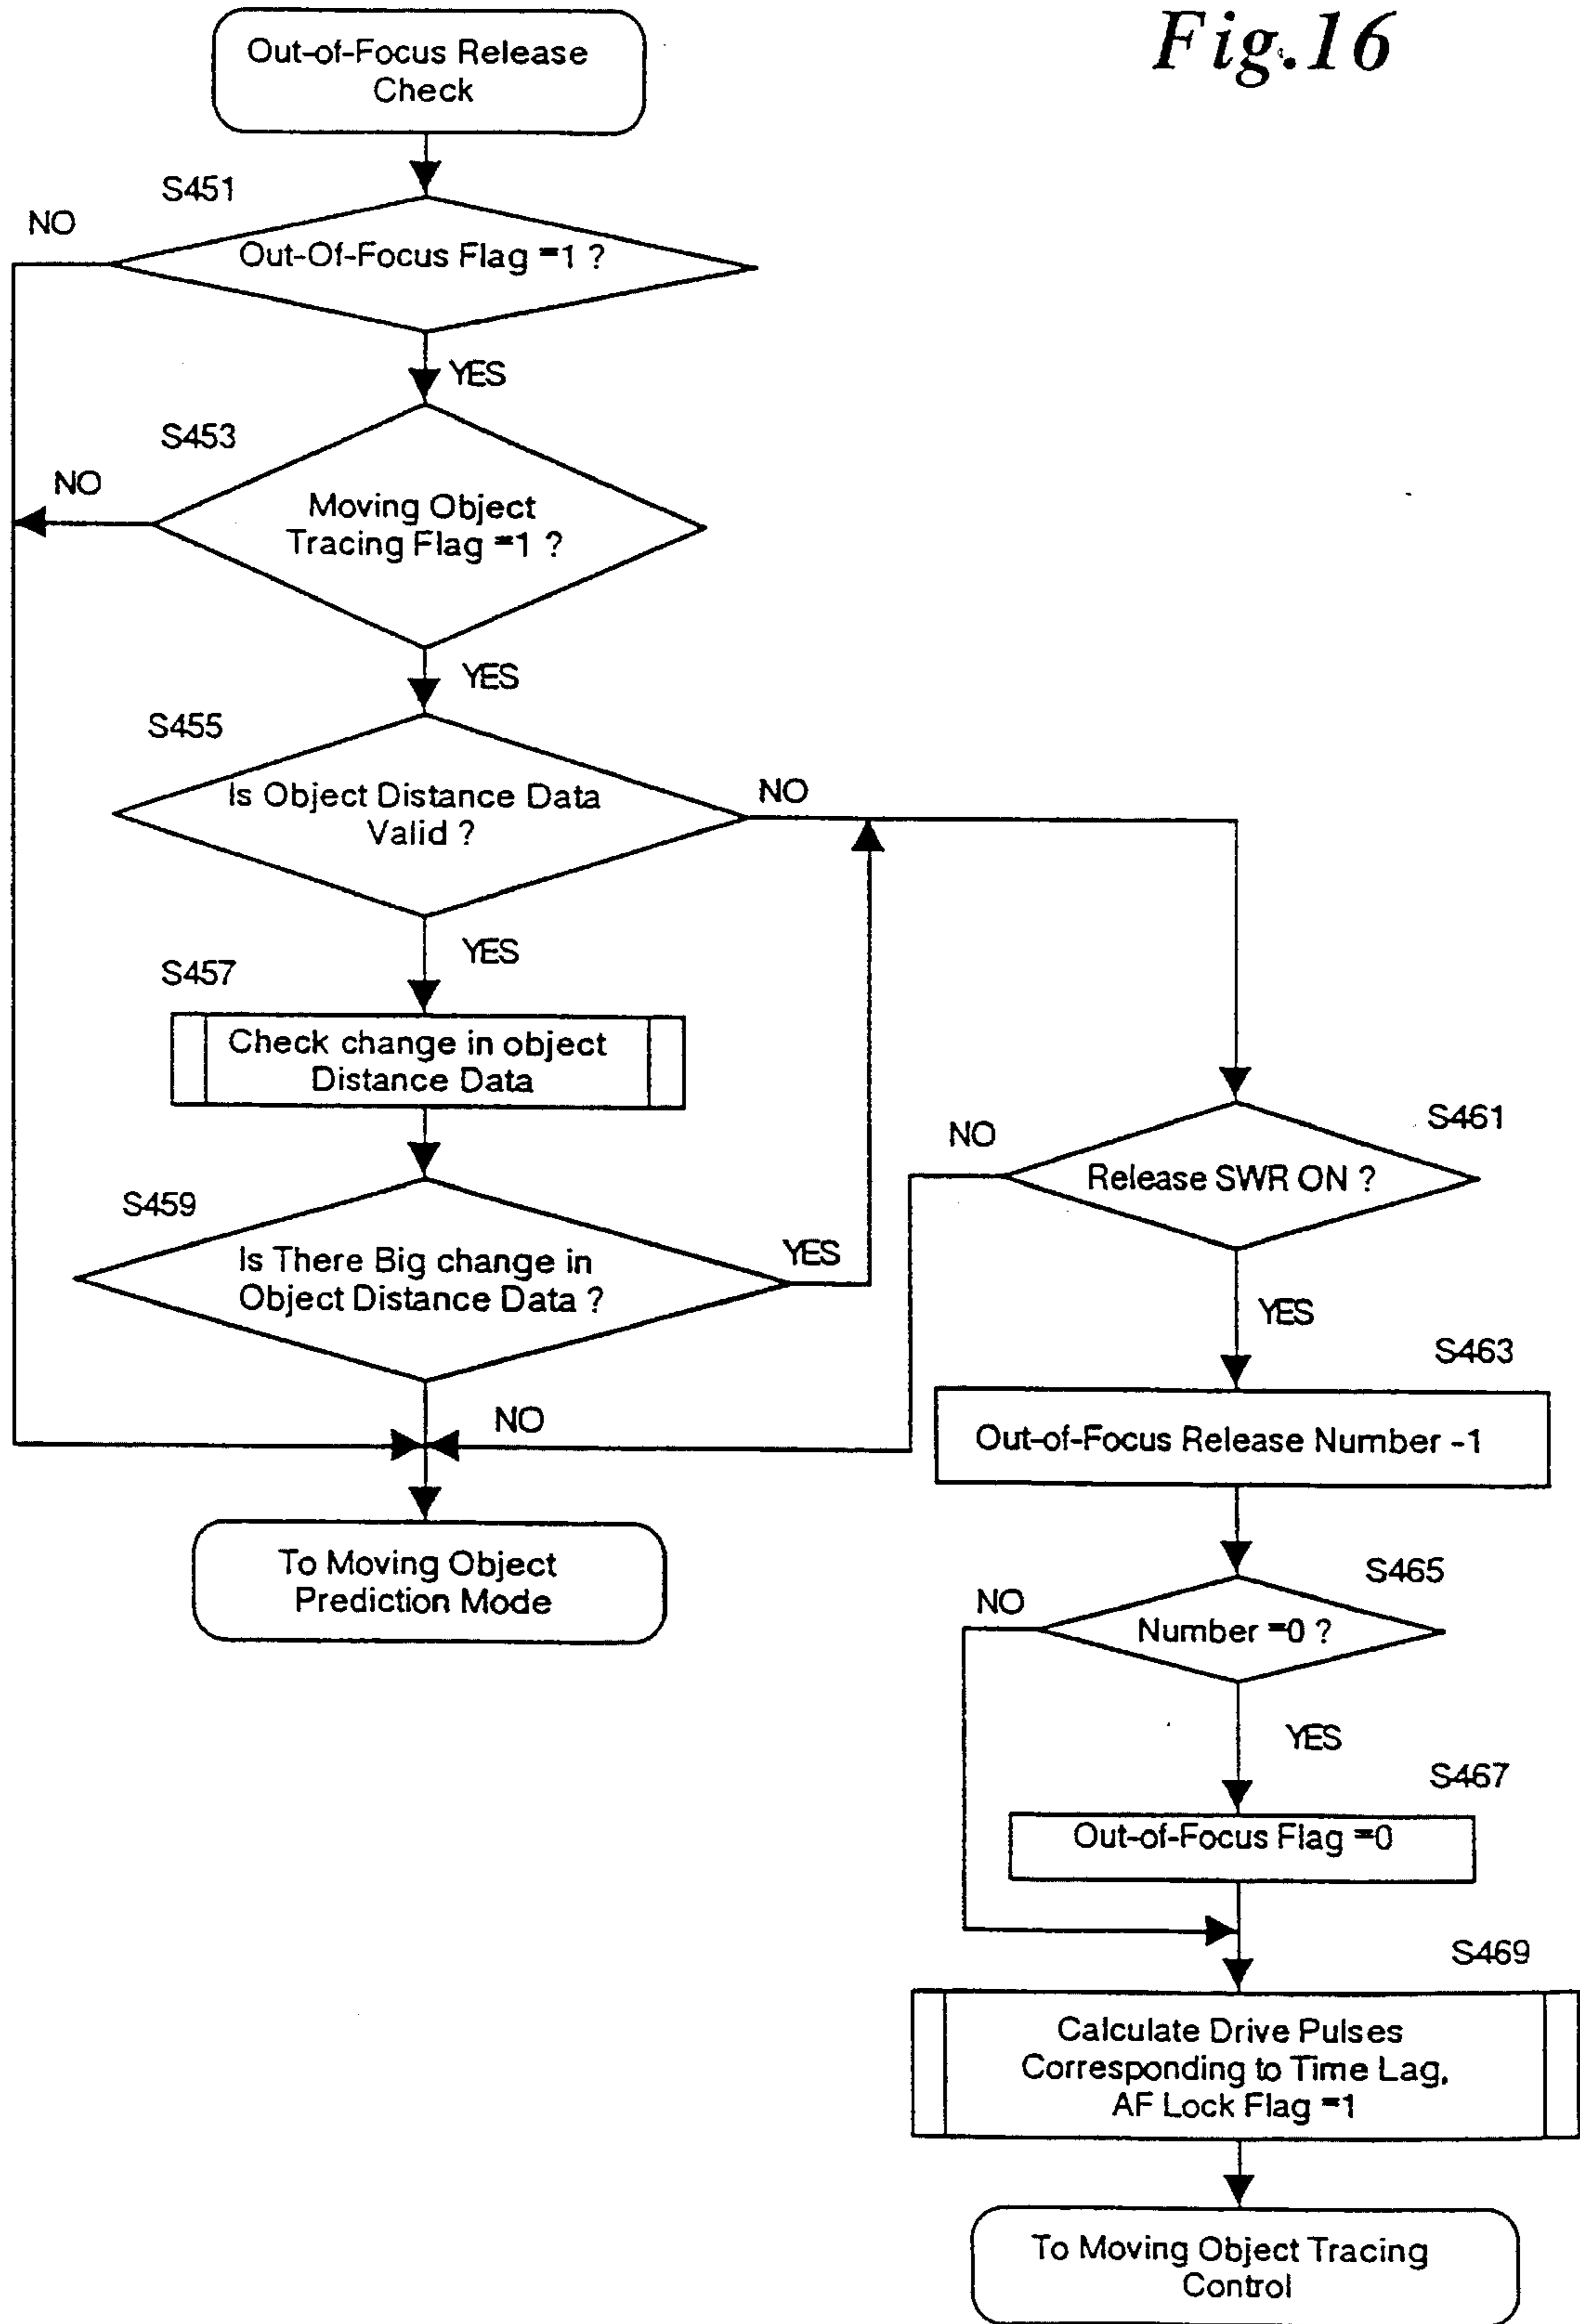 Fig.16
Out-of-Focus Release
Check
S451
NO
Out-Of-Focus Flag =1 ?
YES
S453
NO
Moving Object
Tracing Flag =1 ?
YES
S455
Is Object Distance Data
Valid ?
NO
YES
S457
Check change in object
Distance Data
S459
Is There Big change in
Object Distance Data ?
YES
NO
To Moving Object
Prediction Mode
S461
NO
Release SWR ON ?
YES
S463
Out-of-Focus Release Number -1
S465
NO
Number =0 ?
YES
S467
Out-of-Focus Flag =0
S469
Calculate Drive Pulses
Corresponding to Time Lag,
AF Lock Flag =1
To Moving Object Tracing
Control